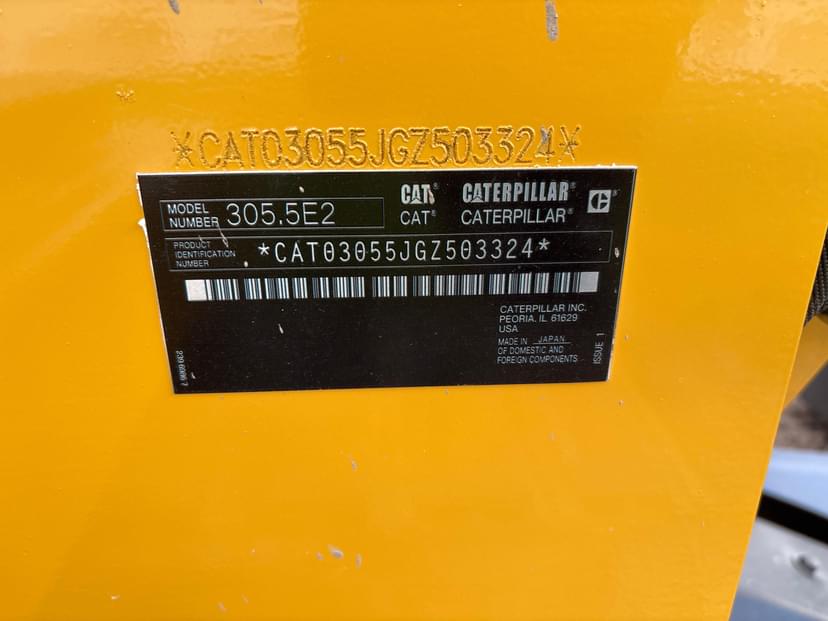 *CAT03055JGZ503324*
CAT® CATERPILLAR®
MODEL NUMBER 305.5E2
CAT® CATERPILLAR® C®
PRODUCT IDENTIFICATION NUMBER *CAT03055JGZ503324*
CATERPILLAR INC.
PEORIA, IL 61629
USA
MADE IN JAPAN
OF DOMESTIC AND
FOREIGN COMPONENTS
ISSUE 1